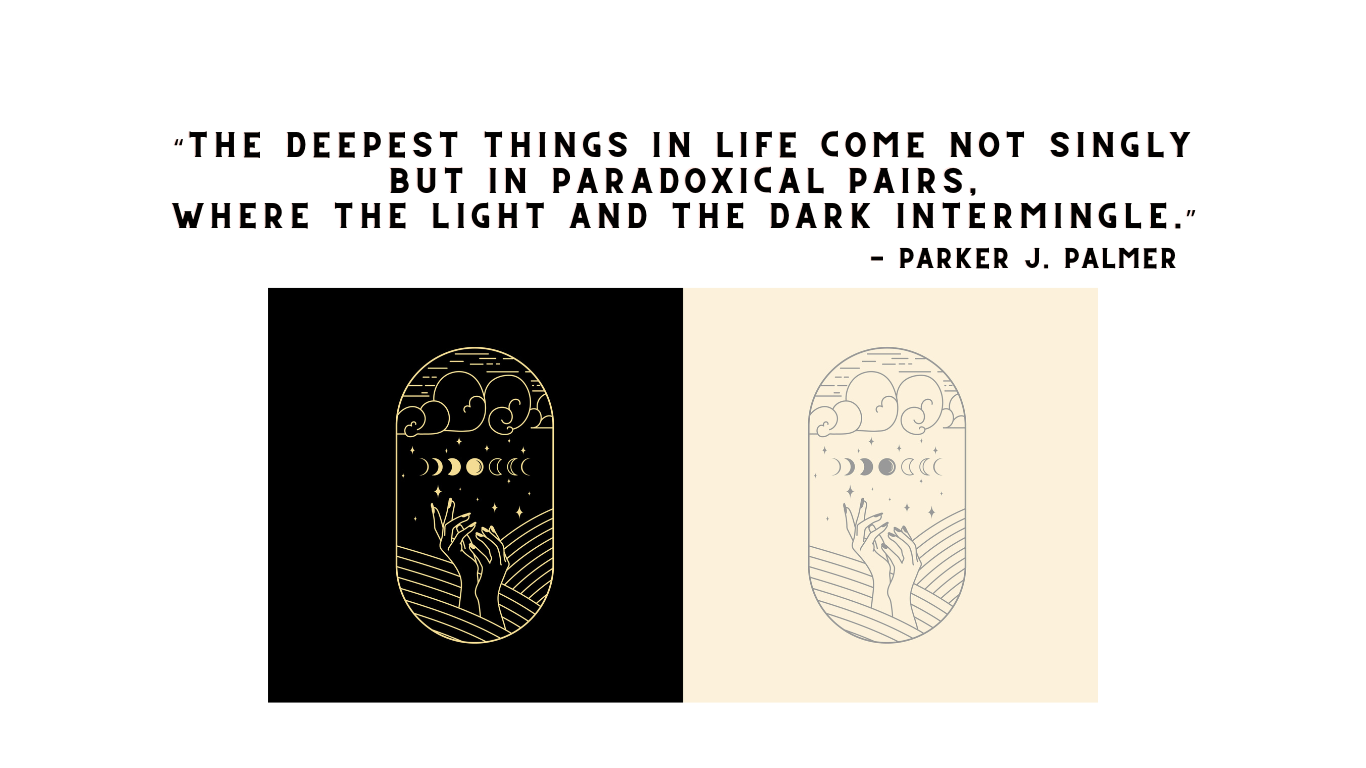 “THE DEEPEST THINGS IN LIFE COME NOT SINGLY
BUT IN PARADOXICAL PAIRS,
WHERE THE LIGHT AND THE DARK INTERMINGLE.”
- PARKER J. PALMER